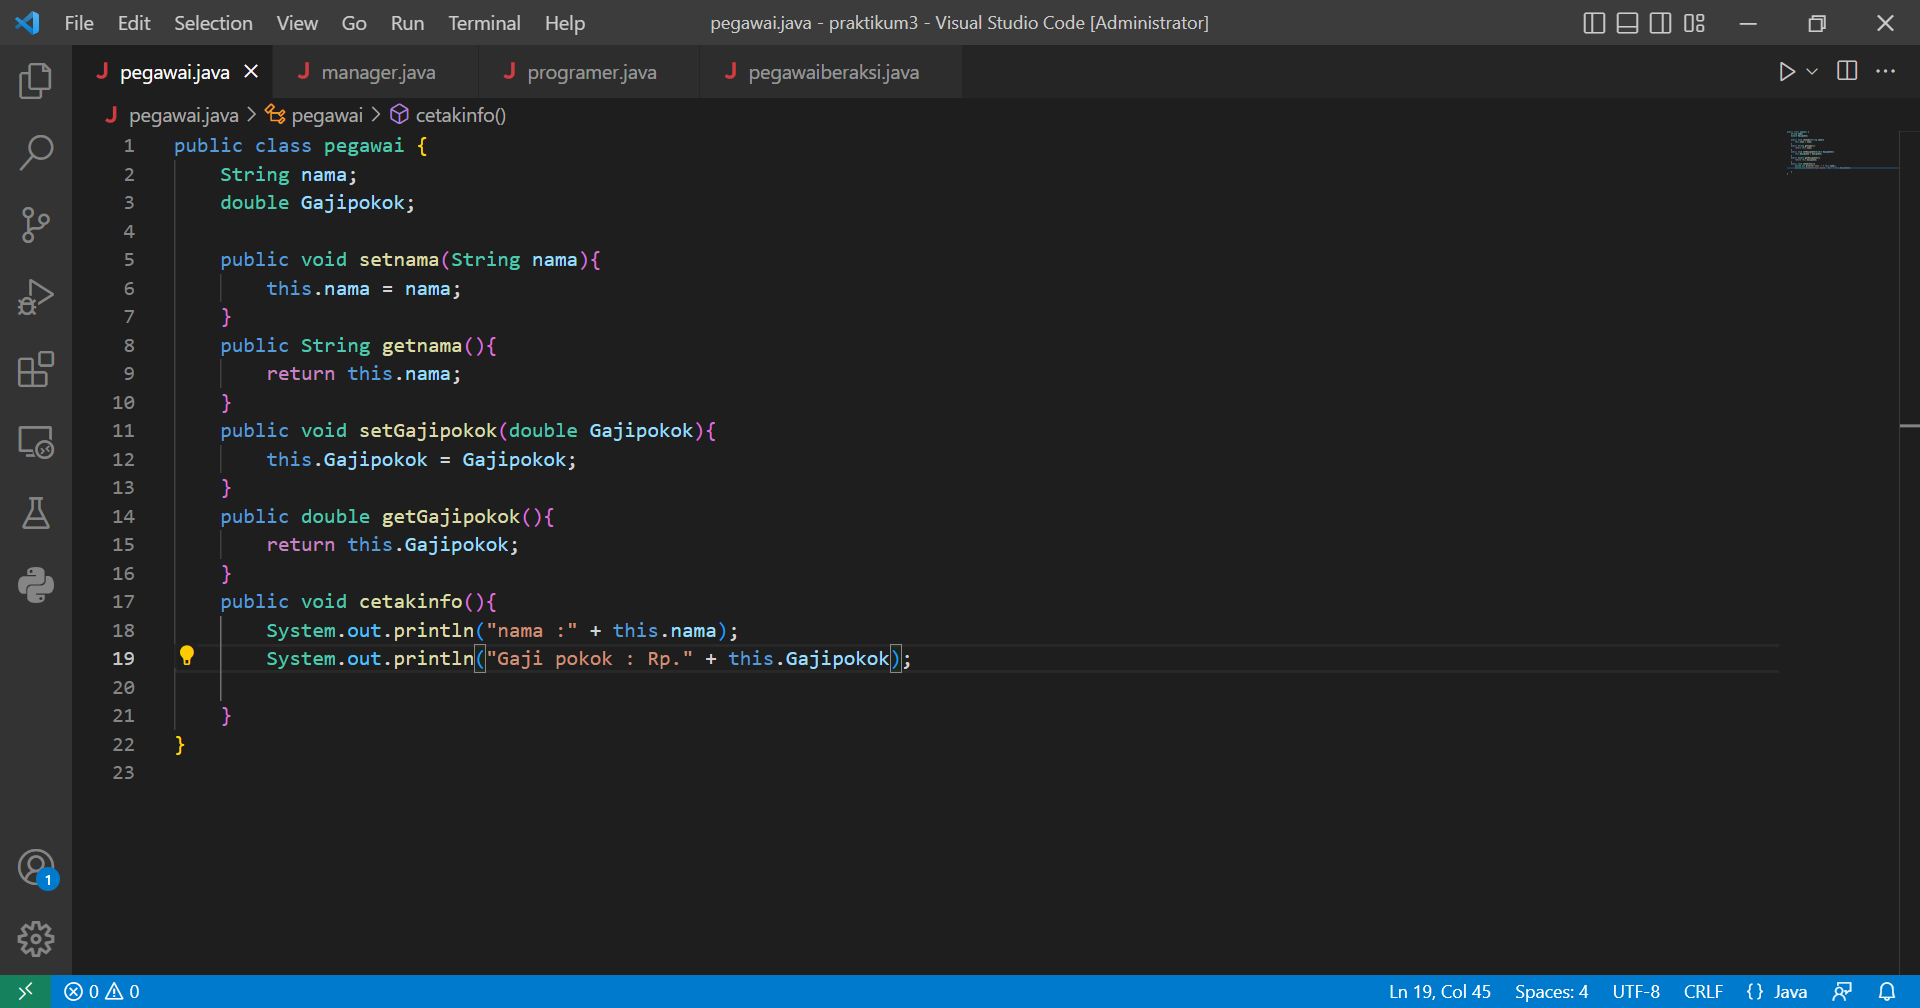 File Edit Selection View Go Run Terminal Help pegawai.java - praktikum3 - Visual Studio Code [Administrator]
pegawai.java manager.java programer.java pegawaiberaksi.java
pegawai.java > pegawai > cetakinfo()
1 public class pegawai {
2 String nama;
3 double Gajipokok;
4
5 public void setnama(String nama){
6 this.nama = nama;
7 }
8 public String getnama(){
9 return this.nama;
10 }
11 public void setGajipokok(double Gajipokok){
12 this.Gajipokok = Gajipokok;
13 }
14 public double getGajipokok(){
15 return this.Gajipokok;
16 }
17 public void cetakinfo(){
18 System.out.println("nama :" + this.nama);
19 System.out.println("Gaji pokok : Rp." + this.Gajipokok);
20
21 }
22 }
23
1
0 0 Ln 19, Col 45 Spaces: 4 UTF-8 CRLF {} Java